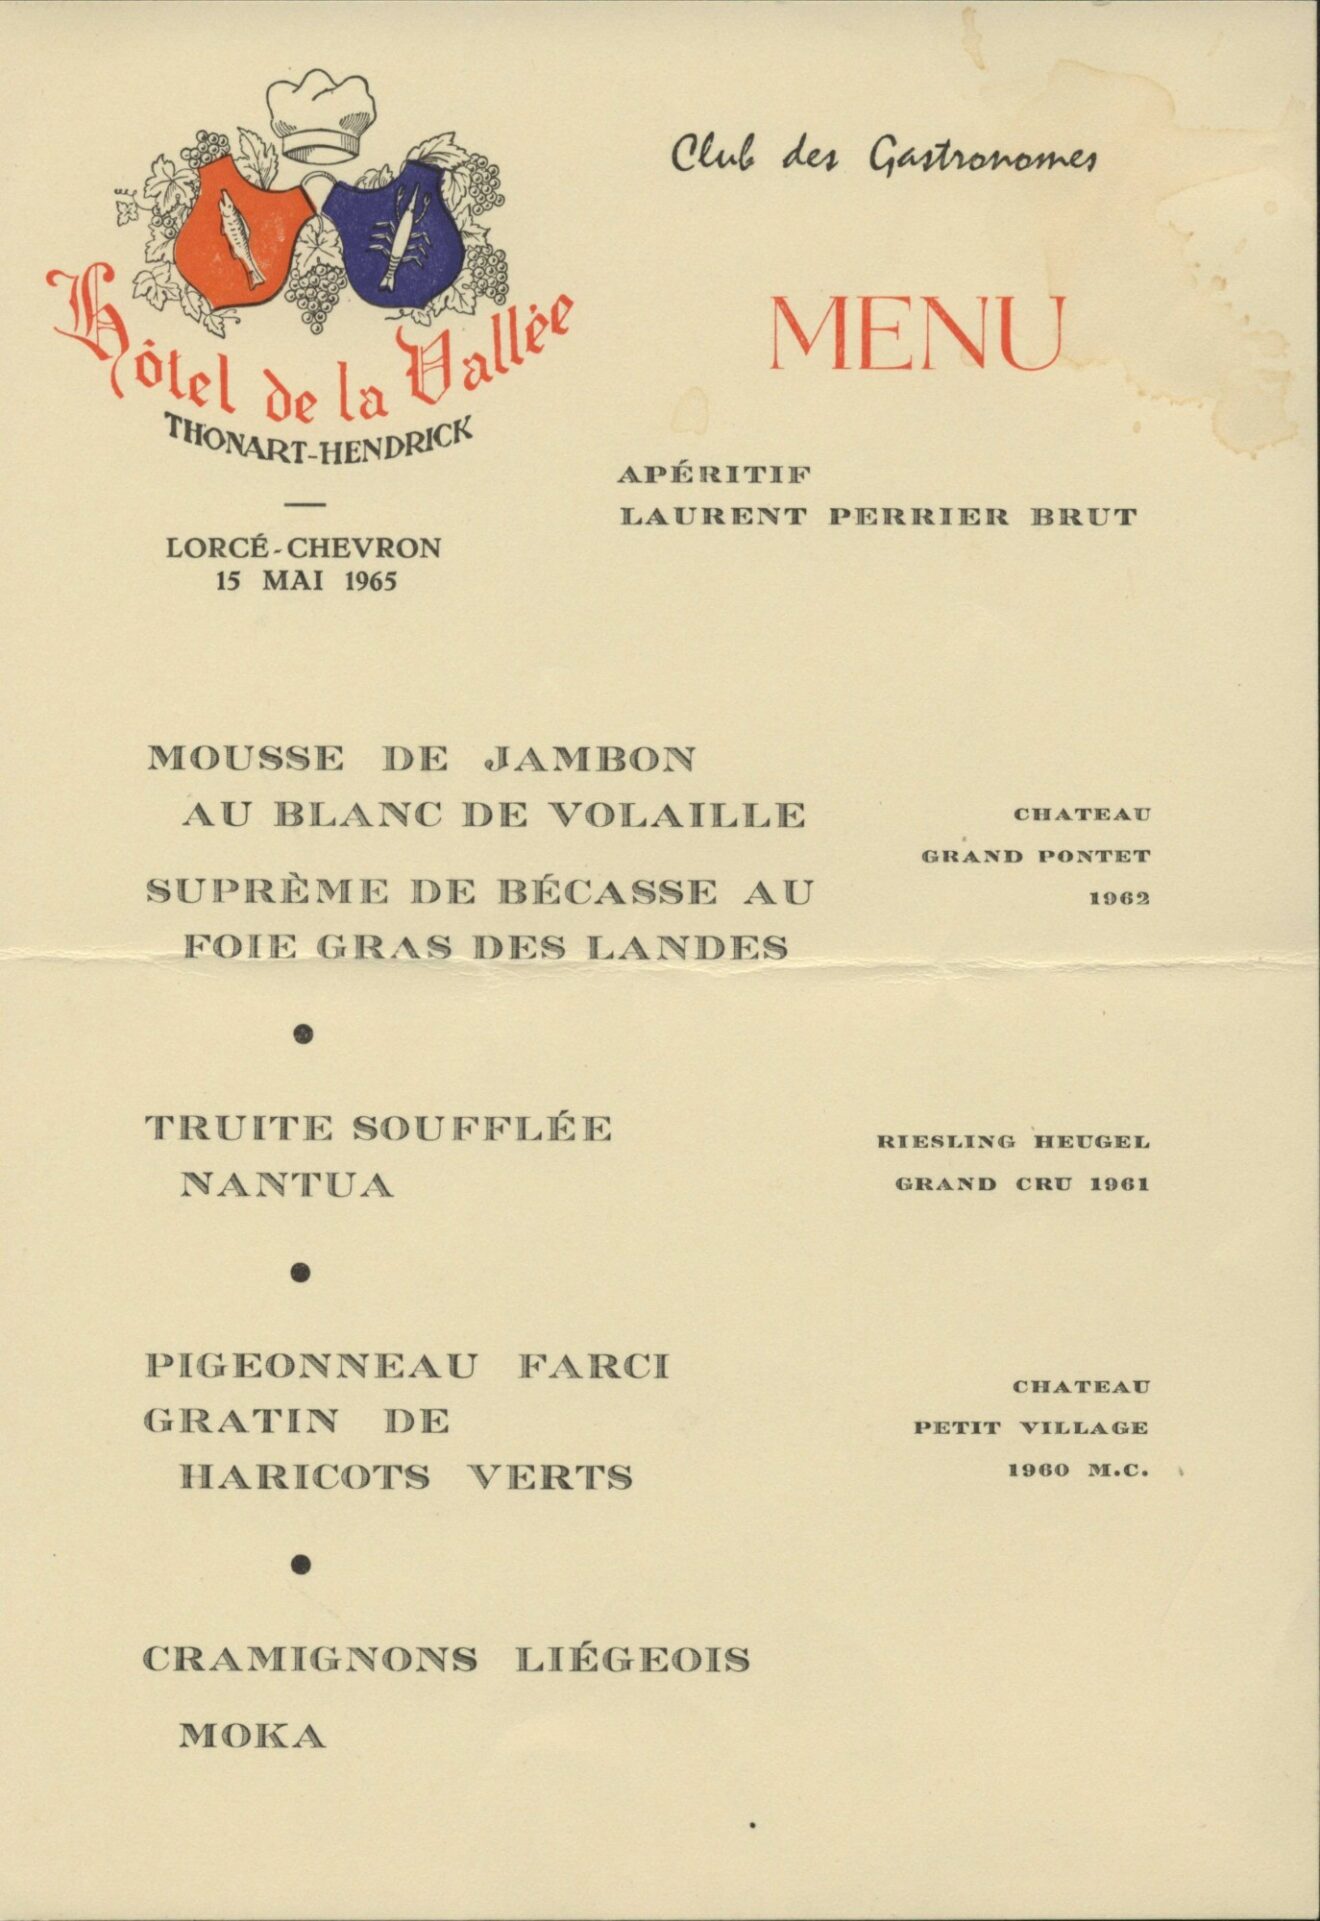 Hôtel de la Vallée
THONART-HENDRICK
LORCÉ-CHEVRON
15 MAI 1965
Club des Gastronomes
MENU
APÉRITIF
LAURENT PERRIER BRUT
MOUSSE DE JAMBON
AU BLANC DE VOLAILLE
SUPRÈME DE BÉCASSE AU
FOIE GRAS DES LANDES
CHATEAU
GRAND PONTET
1962
TRUITE SOUFFLÉE
NANTUA
RIESLING HEUGEL
GRAND CRU 1961
PIGEONNEAU FARCI
GRATIN DE
HARICOTS VERTS
CHATEAU
PETIT VILLAGE
1960 M.C.
CRAMIGNONS LIÉGEOIS
MOKA